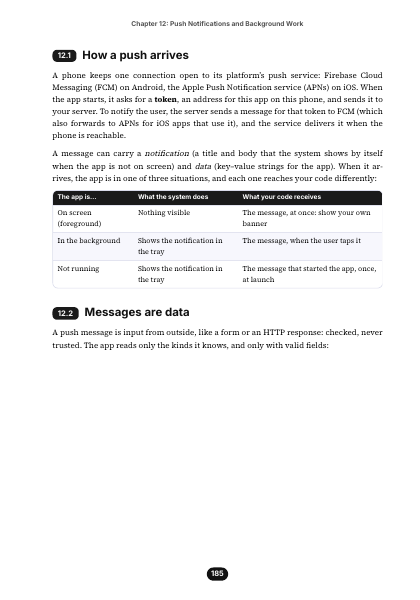 Chapter 12: Push Notifications and Background Work
12.1 How a push arrives
A phone keeps one connection open to its platform's push service: Firebase Cloud
Messaging (FCM) on Android, the Apple Push Notification service (APNs) on iOS. When
the app starts, it asks for a token, an address for this app on this phone, and sends it to
your server. To notify the user, the server sends a message for that token to FCM (which
also forwards to APNs for iOS apps that use it), and the service delivers it when the
phone is reachable.
A message can carry a notification (a title and body that the system shows by itself
when the app is not on screen) and data (key–value strings for the app). When it ar-
rives, the app is in one of three situations, and each one reaches your code differently:
The app is... What the system does What your code receives
On screen Nothing visible The message, at once: show your own
(foreground) banner
In the background Shows the notification in The message, when the user taps it
the tray
Not running Shows the notification in The message that started the app, once,
the tray at launch
12.2 Messages are data
A push message is input from outside, like a form or an HTTP response: checked, never
trusted. The app reads only the kinds it knows, and only with valid fields:
185